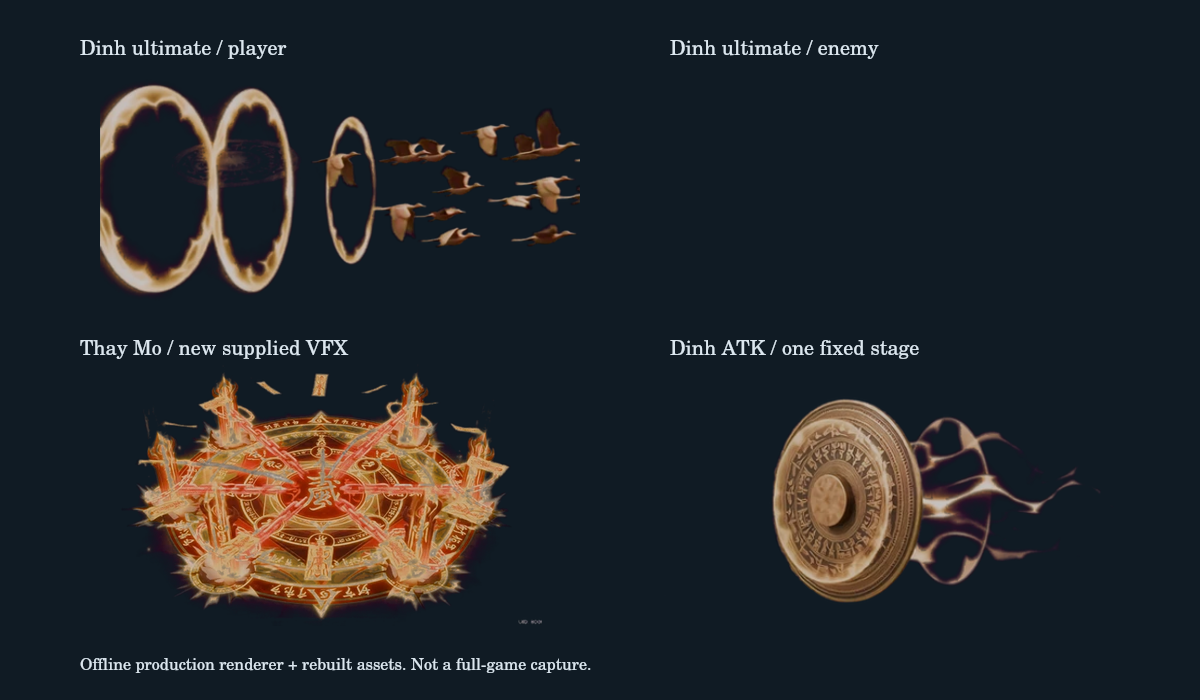 Dinh ultimate / player
Dinh ultimate / enemy
Thay Mo / new supplied VFX
Dinh ATK / one fixed stage
Offline production renderer + rebuilt assets. Not a full-game capture.